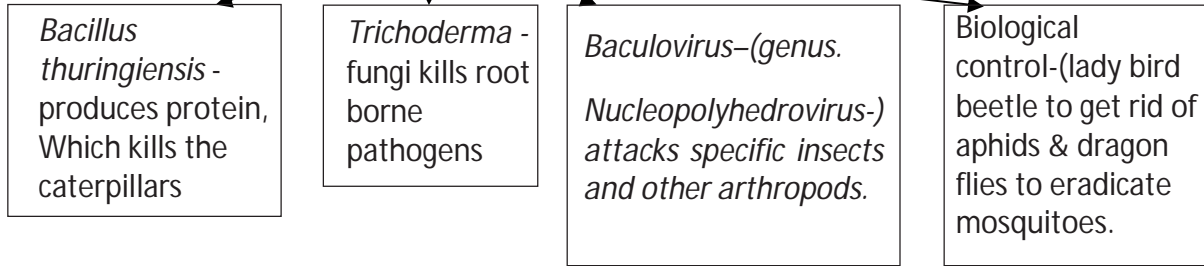 Bacillus
thuringiensis -
produces protein,
Which kills the
caterpillars
Trichoderma -
fungi kills root
borne
pathogens
Baculovirus–(genus.
Nucleopolyhedrovirus-)
attacks specific insects
and other arthropods.
Biological
control-(lady bird
beetle to get rid of
aphids & dragon
flies to eradicate
mosquitoes.